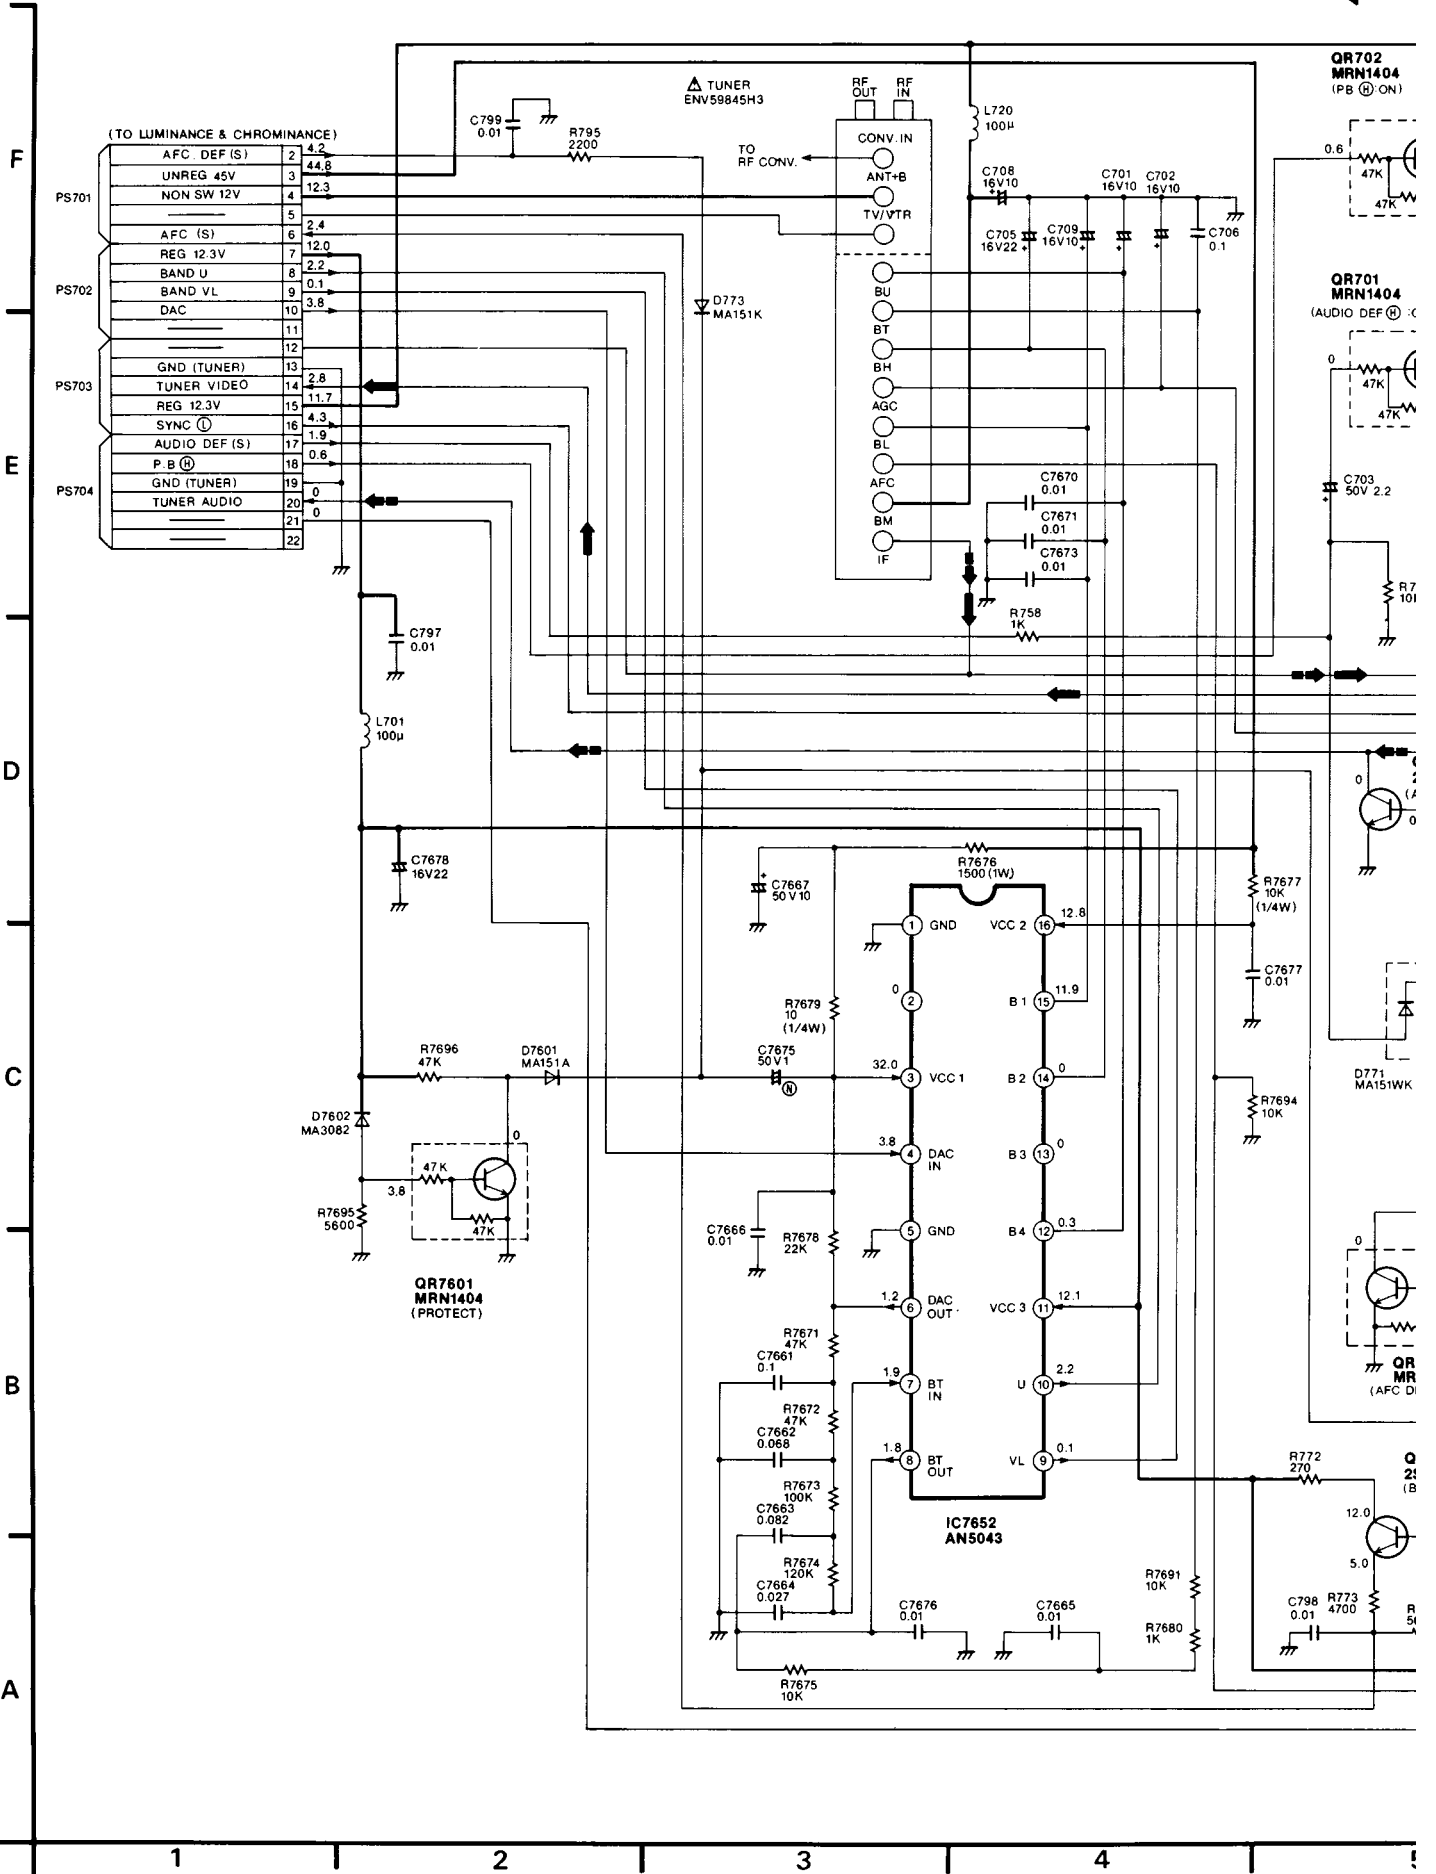 QR702
MRN1404
(PB Ⓗ:ON)
⚠ TUNER
ENV59845H3
RF OUT
RF IN
CONV. IN
TO
RF CONV.
ANT+B
TV/VTR
BU
BT
BH
AGC
BL
AFC
BM
IF
L720
100μ
C799
0.01
R795
2200
(TO LUMINANCE & CHROMINANCE)
F
PS701
AFC. DEF (S) 2 4.2
UNREG 45V 3 44.8
NON SW 12V 4 12.3
5
AFC (S) 6 2.4
PS702
REG 12.3V 7 12.0
BAND U 8 2.2
BAND VL 9 0.1
DAC 10 3.8
11
PS703
12
GND (TUNER) 13
TUNER VIDEO 14 2.8
REG 12.3V 15 11.7
SYNC Ⓛ 16 4.3
PS704
AUDIO DEF (S) 17 1.9
P.B Ⓗ 18 0.6
GND (TUNER) 19
TUNER AUDIO 20 0
21 0
22
E
C708
16V10
C701
16V10
C702
16V10
C705
16V22
C709
16V10
C706
0.1
0.6
47K
47K
QR701
MRN1404
(AUDIO DEF Ⓗ :
0
47K
47K
D773
MA151K
C703
50V 2.2
C7670
0.01
C7671
0.01
C7673
0.01
R758
1K
C797
0.01
L701
100μ
D
0
C7678
16V22
C7667
50V10
R7676
1500 (1W)
R7677
10K
(1/4W)
C7677
0.01
1 GND
VCC 2 16 12.8
0 2
B 1 15 11.9
R7679
10
(1/4W)
C7675
50V1
Ⓝ
32.0 3 VCC 1
B 2 14 0
C
R7696
47K
D7601
MA151A
D7602
MA3082
0
47K
3.8
47K
R7695
5600
QR7601
MRN1404
(PROTECT)
D771
MA151WK
R7694
10K
3.8 4 DAC IN
B 3 13 0
C7666
0.01
R7678
22K
5 GND
B 4 12 0.3
1.2 6 DAC OUT
VCC 3 11 12.1
0
(AFC
B
R7671
47K
C7661
0.1
1.9 7 BT IN
U 10 2.2
R7672
47K
C7662
0.068
1.8 8 BT OUT
VL 9 0.1
R7673
100K
C7663
0.082
IC7652
AN5043
R772
270
12.0
5.0
R7674
120K
C7664
0.027
C7676
0.01
C7665
0.01
R7691
10K
R7680
1K
C798
0.01
R773
4700
R7675
10K
A
1 2 3 4